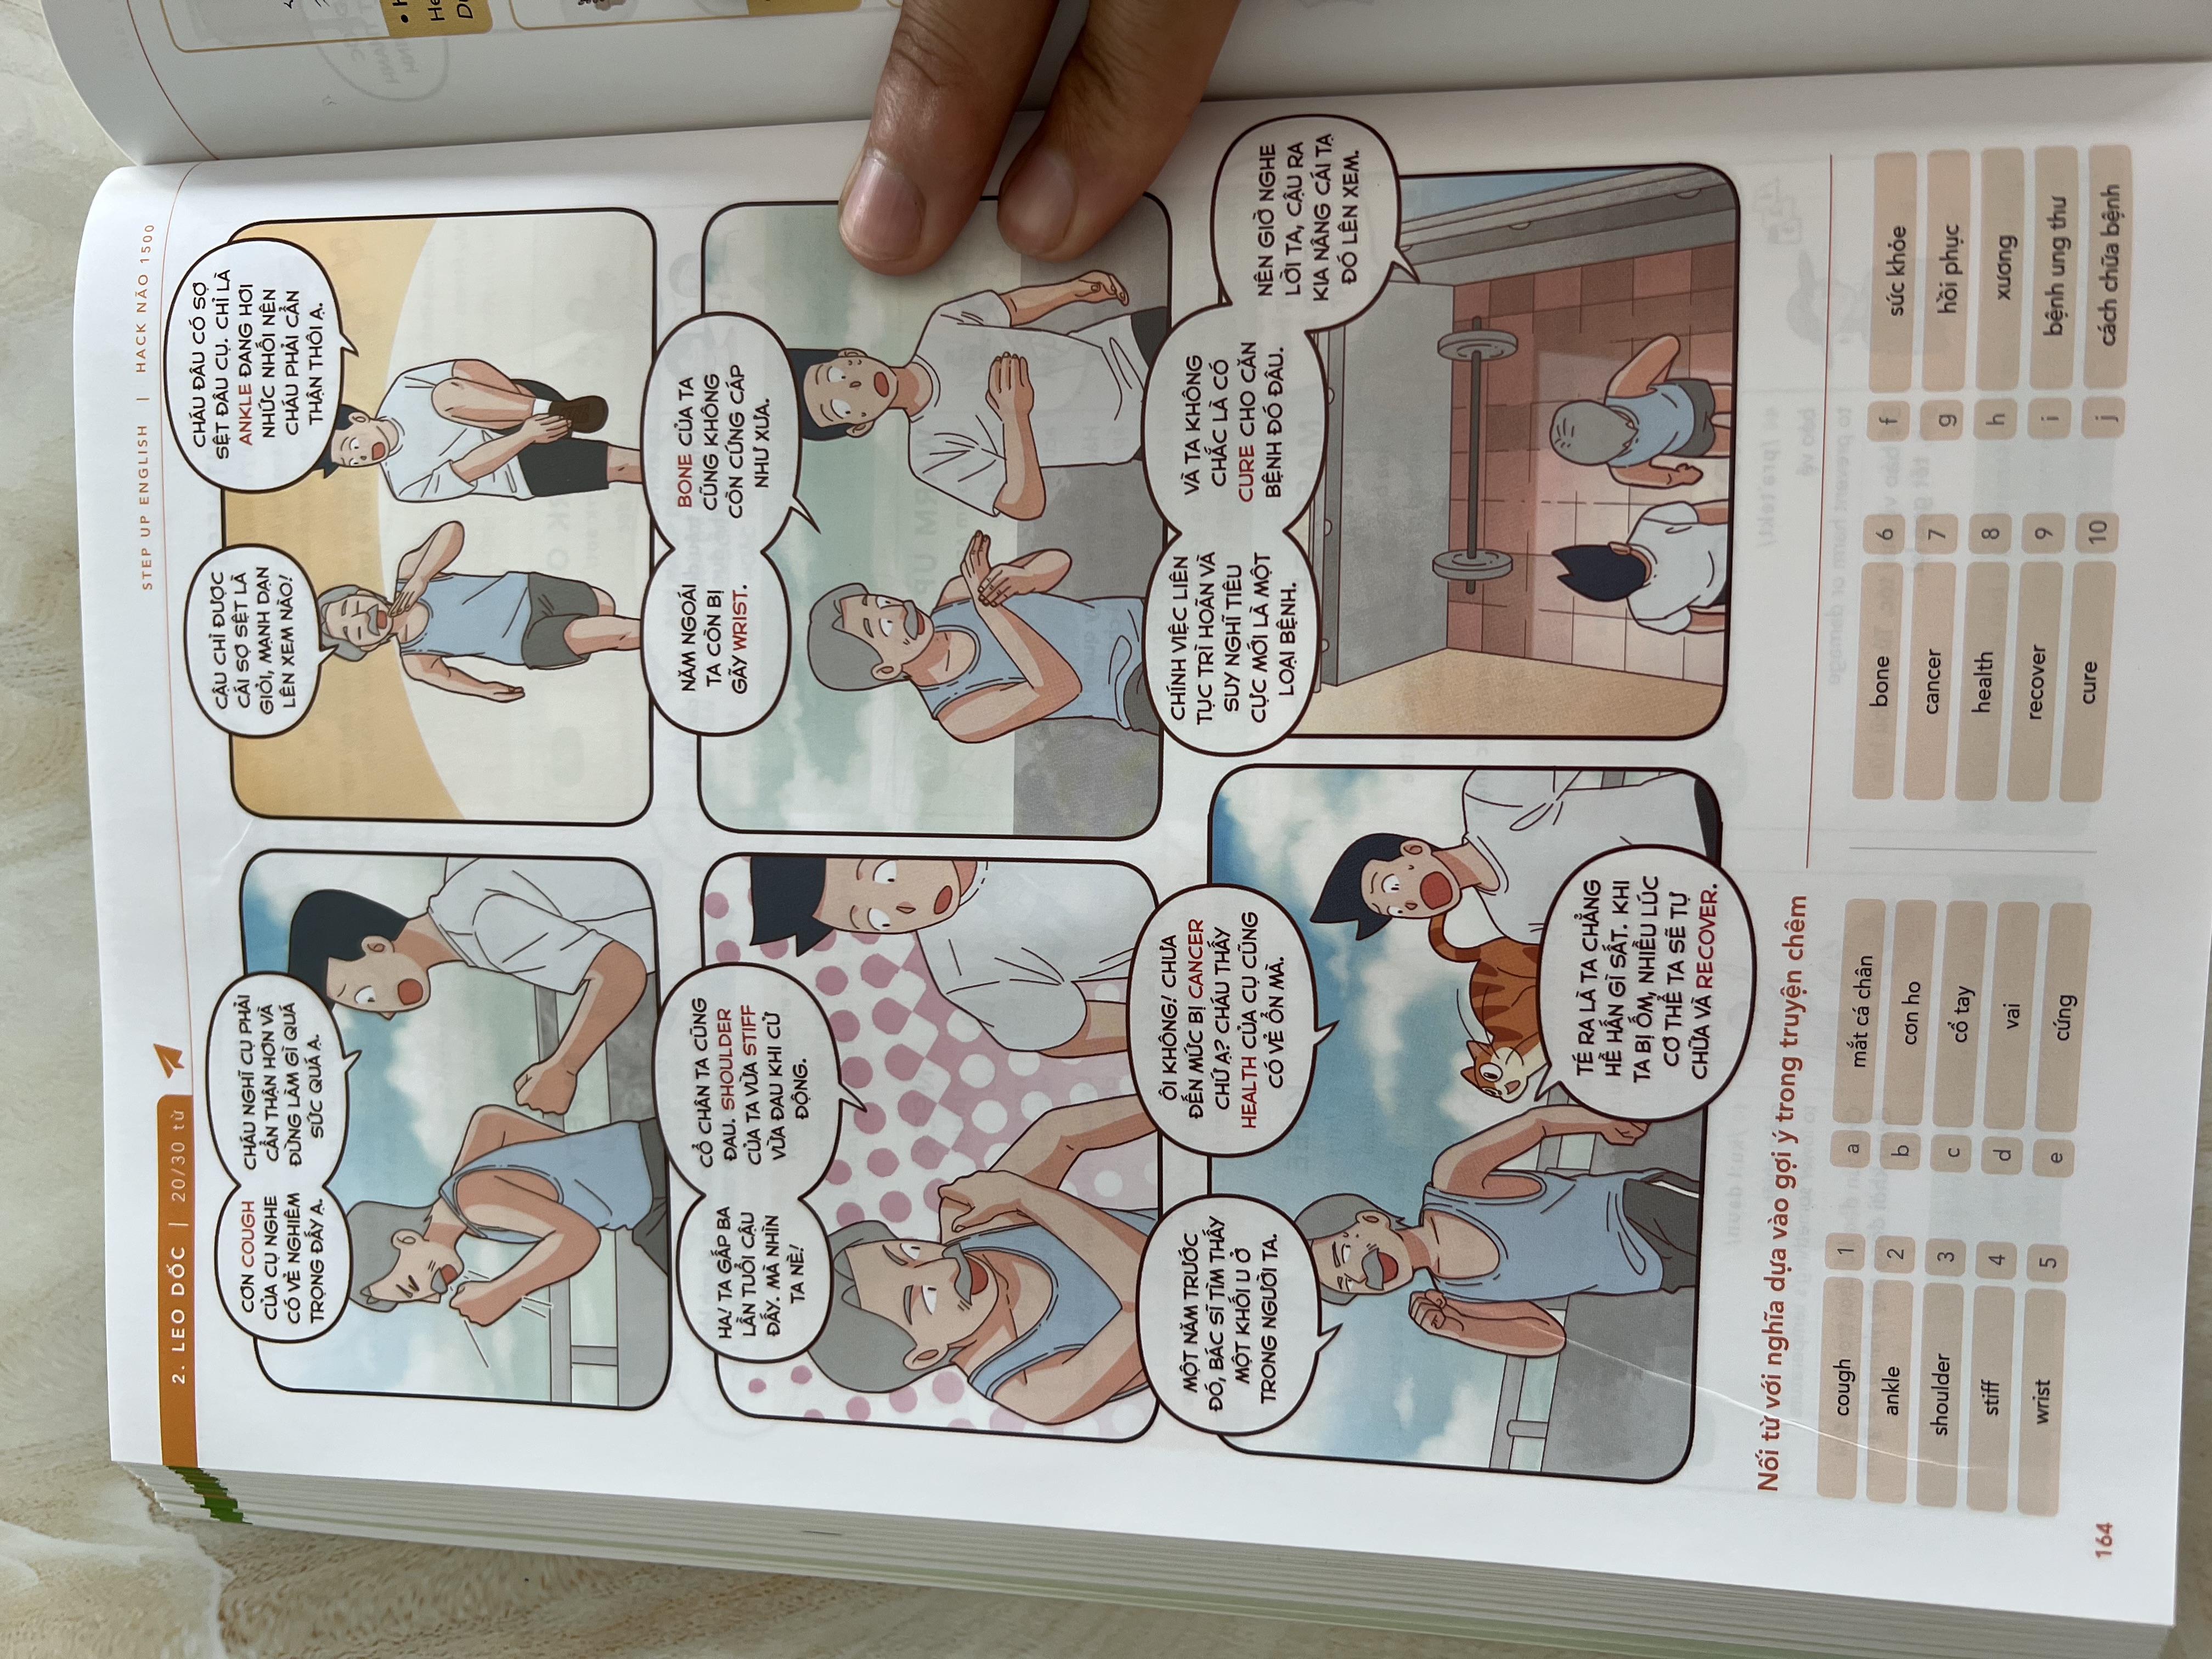 2. LEO DỐC | 20/30 từ
STEP UP ENGLISH | HACK NÃO 1500
CƠN COUGH
CỦA CỤ NGHE
CÓ VẺ NGHIÊM
TRỌNG ĐẤY Ạ.
CHÁU NGHĨ CỤ PHẢI
CẨN THẬN HƠN VÀ
ĐỪNG LÀM GÌ QUÁ
SỨC QUÁ Ạ.
CẬU CHỈ ĐƯỢC
CÁI SỢ SỆT LÀ
GIỎI, MẠNH DẠN
LÊN XEM NÀO!
CHÁU ĐÂU CÓ SỢ
SỆT ĐÂU CỤ. CHỈ LÀ
ANKLE ĐANG HƠI
NHỨC NHỐI NÊN
CHÁU PHẢI CẨN
THẬN THÔI Ạ.
HA! TA GẤP BA
LẦN TUỔI CẬU
ĐẤY. MÀ NHÌN
TA NÈ!
CỔ CHÂN TA CŨNG
ĐAU. SHOULDER
CỦA TA VỪA STIFF
VỪA ĐAU KHI CỬ
ĐỘNG.
NĂM NGOÁI
TA CÒN BỊ
GÃY WRIST.
BONE CỦA TA
CŨNG KHÔNG
CÒN CỨNG CÁP
NHƯ XƯA.
MỘT NĂM TRƯỚC
ĐÓ, BÁC SĨ TÌM THẤY
MỘT KHỐI U Ở
TRONG NGƯỜI TA.
ÔI KHÔNG! CHƯA
ĐẾN MỨC BỊ CANCER
CHỨ Ạ? CHÁU THẤY
HEALTH CỦA CỤ CŨNG
CÓ VẺ ỔN MÀ.
TÉ RA LÀ TA CHẲNG
HỀ HẤN GÌ SẤT. KHI
TA BỊ ỐM, NHIỀU LÚC
CƠ THỂ TA SẼ TỰ
CHỮA VÀ RECOVER.
CHÍNH VIỆC LIÊN
TỤC TRÌ HOÃN VÀ
SUY NGHĨ TIÊU
CỰC MỚI LÀ MỘT
LOẠI BỆNH.
VÀ TA KHÔNG
CHẮC LÀ CÓ
CURE CHO CĂN
BỆNH ĐÓ ĐÂU.
NÊN GIỜ NGHE
LỜI TA, CẬU RA
KIA NÂNG CÁI TẠ
ĐÓ LÊN XEM.
Nối từ với nghĩa dựa vào gợi ý trong truyện chêm
cough 1 a mắt cá chân
ankle 2 b cơn ho
shoulder 3 c cổ tay
stiff 4 d vai
wrist 5 e cứng
bone 6 f sức khỏe
cancer 7 g hồi phục
health 8 h xương
recover 9 i bệnh ung thư
cure 10 j cách chữa bệnh
164